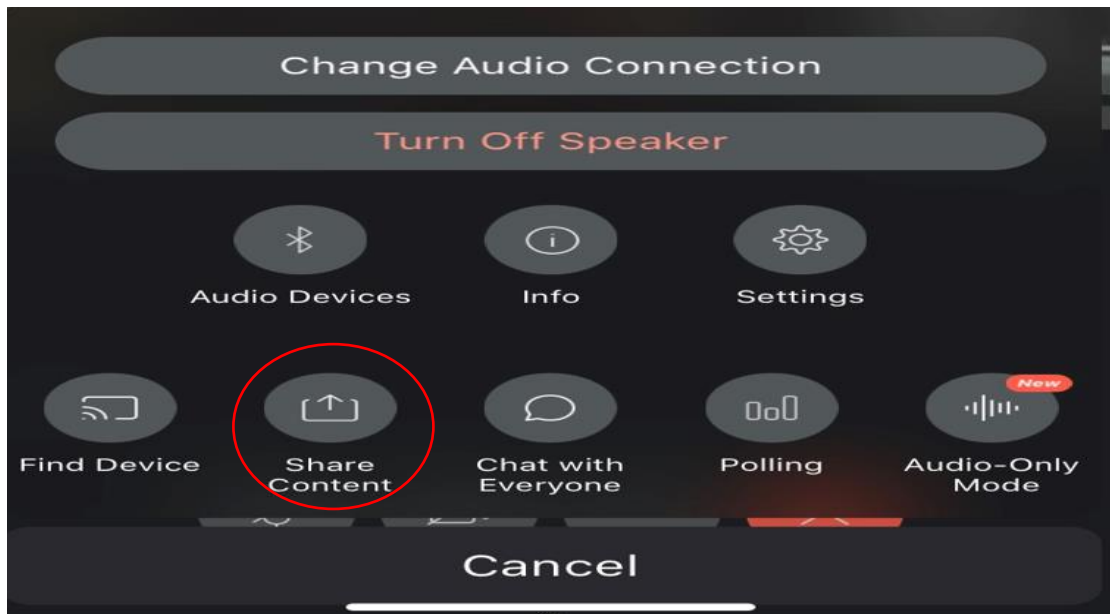 Change Audio Connection
Turn Off Speaker
Audio Devices
Info
Settings
New
Find Device
Share
Content
Chat with
Everyone
Polling
Audio-Only
Mode
Cancel